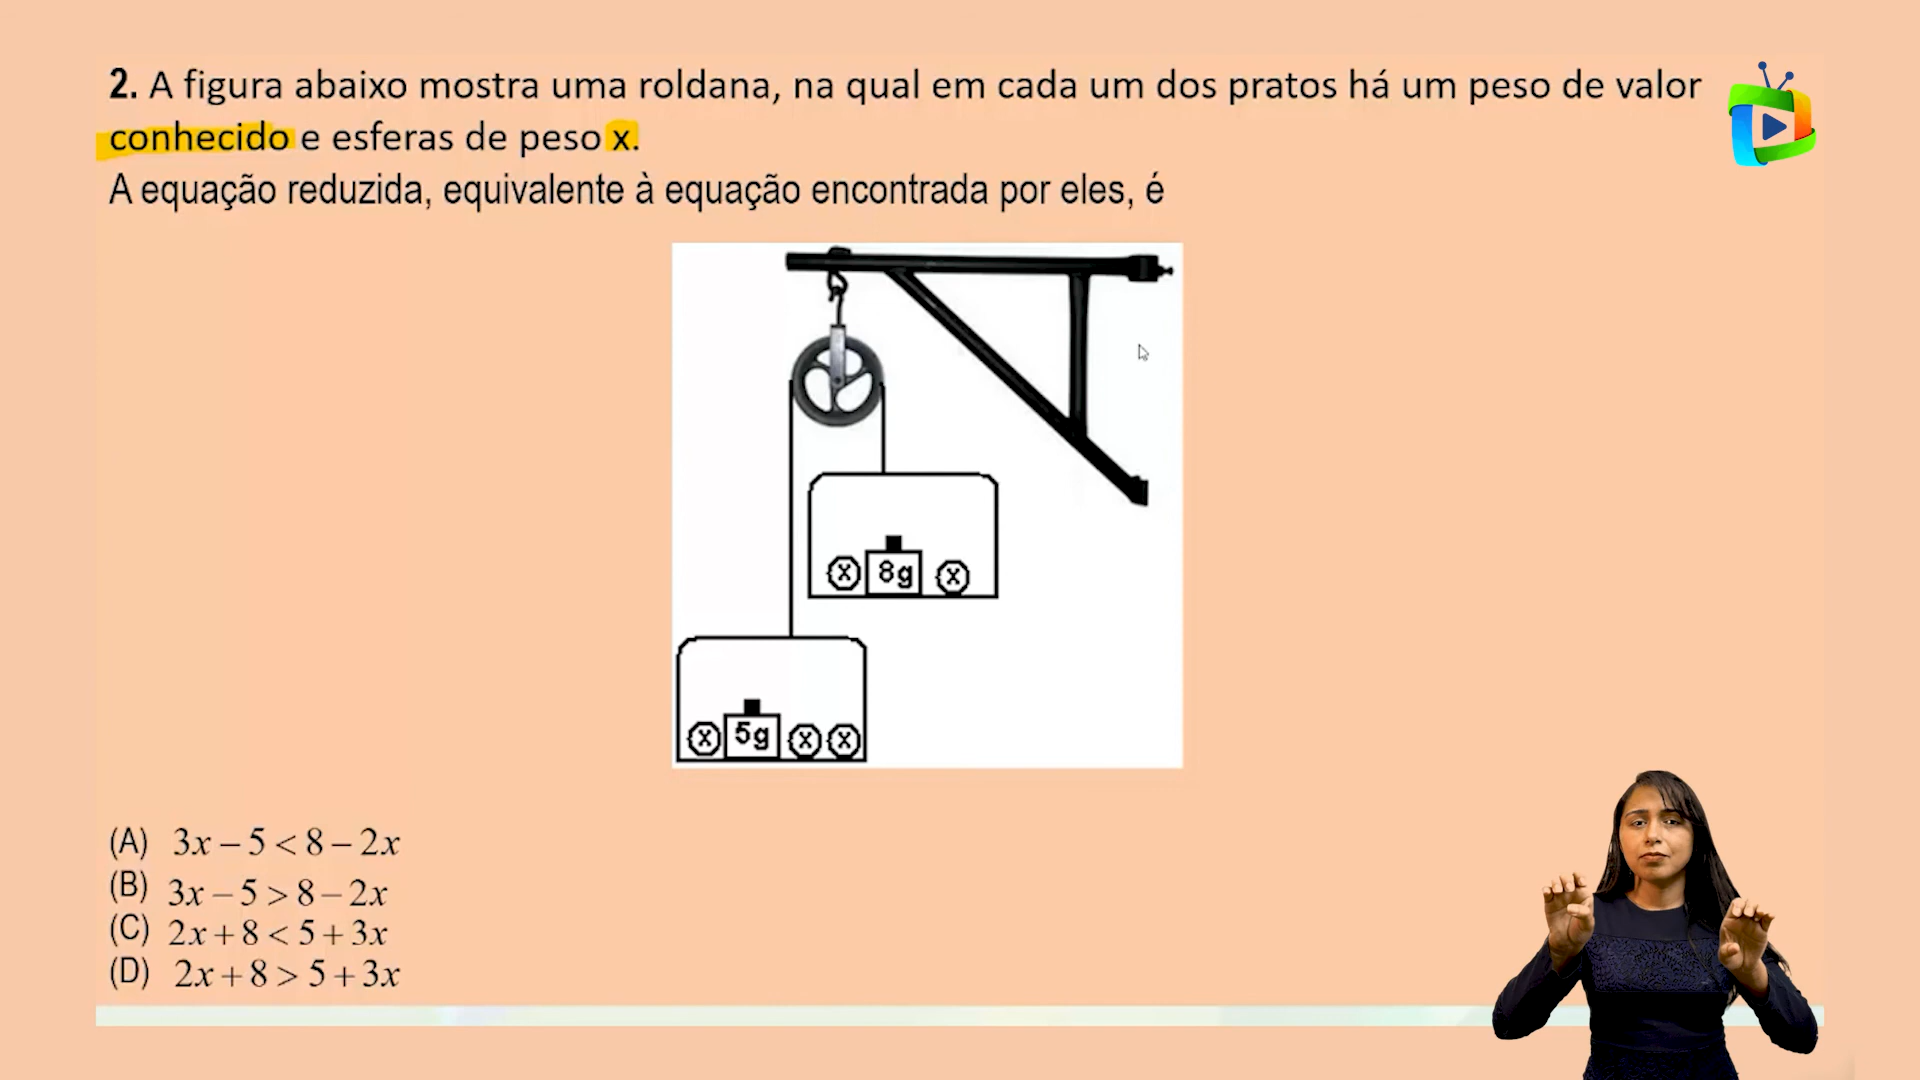 2. A figura abaixo mostra uma roldana, na qual em cada um dos pratos há um peso de valor
conhecido e esferas de peso x.
A equação reduzida, equivalente à equação encontrada por eles, é
X 8g X
X 5g X X
(A) 3x – 5 < 8 – 2x
(B) 3x – 5 > 8 – 2x
(C) 2x + 8 < 5 + 3x
(D) 2x + 8 > 5 + 3x